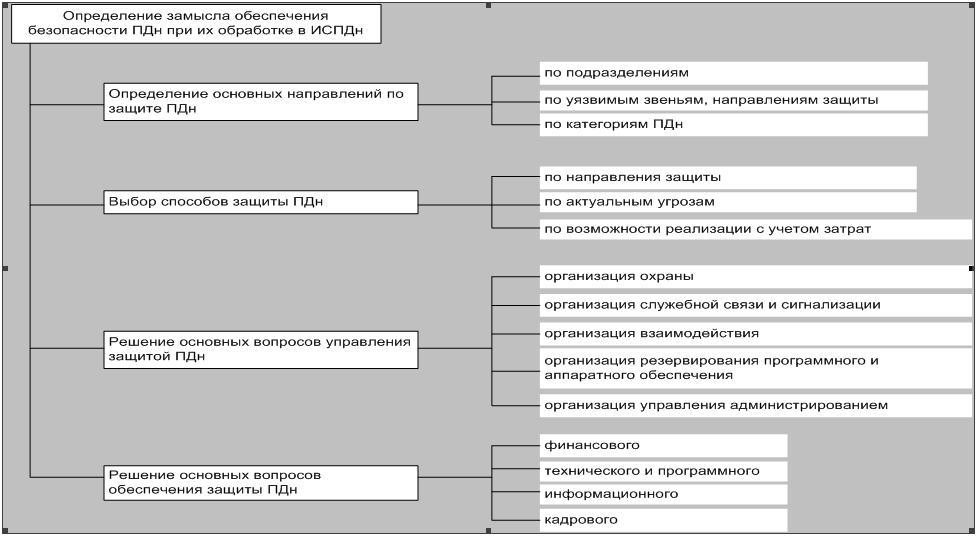 Определение замысла обеспечения
безопасности ПДн при их обработке в ИСПДн
Определение основных направлений по
защите ПДн
по подразделениям
по уязвимым звеньям, направлениям защиты
по категориям ПДн
Выбор способов защиты ПДн
по направления защиты
по актуальным угрозам
по возможности реализации с учетом затрат
Решение основных вопросов управления
защитой ПДн
организация охраны
организация служебной связи и сигнализации
организация взаимодействия
организация резервирования программного и
аппаратного обеспечения
организация управления администрированием
Решение основных вопросов
обеспечения защиты ПДн
финансового
технического и программного
информационного
кадрового